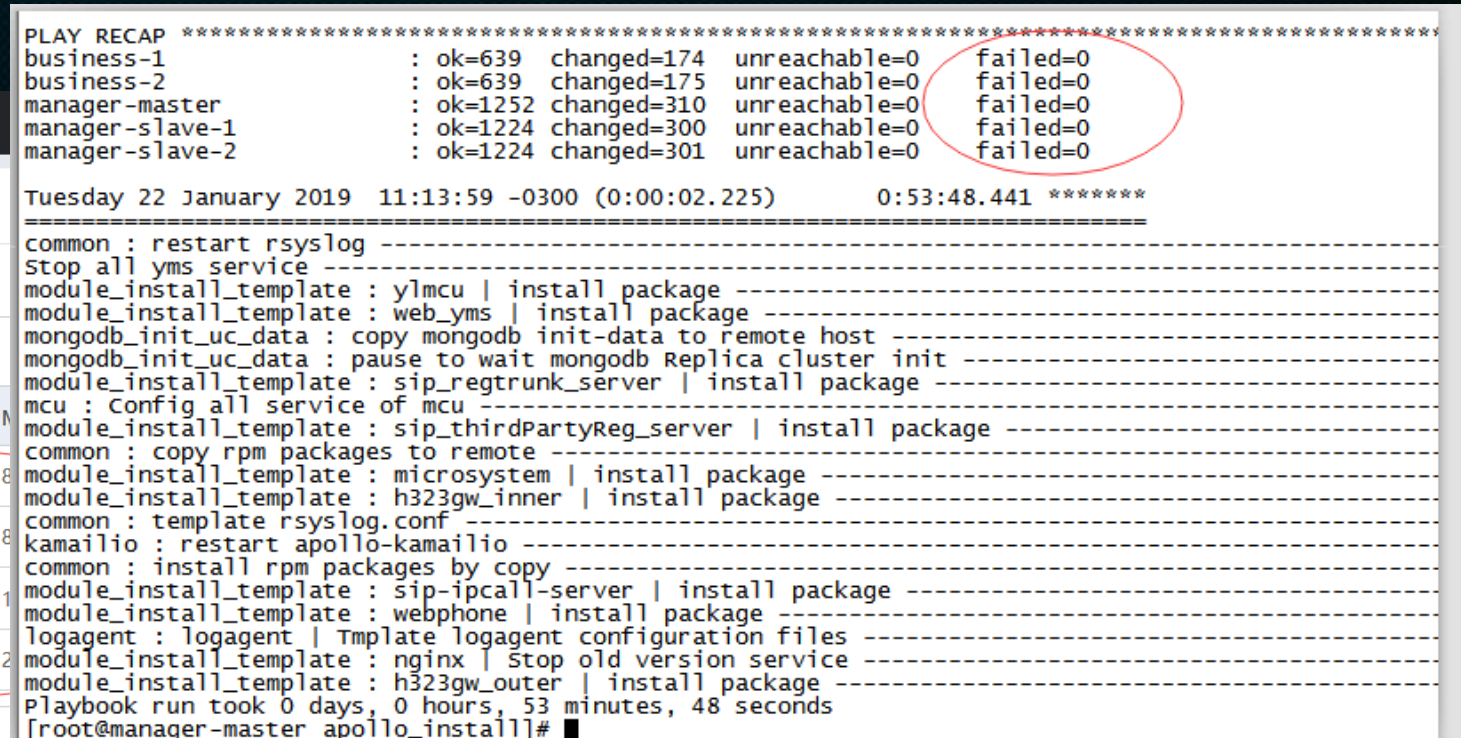 PLAY RECAP *****************************************************************************************
business-1 : ok=639 changed=174 unreachable=0 failed=0
business-2 : ok=639 changed=175 unreachable=0 failed=0
manager-master : ok=1252 changed=310 unreachable=0 failed=0
manager-slave-1 : ok=1224 changed=300 unreachable=0 failed=0
manager-slave-2 : ok=1224 changed=301 unreachable=0 failed=0
Tuesday 22 January 2019 11:13:59 -0300 (0:00:02.225) 0:53:48.441 *******
===============================================================================
common : restart rsyslog ---------------------------------------------------------------------------
Stop all yms service -------------------------------------------------------------------------------
module_install_template : ylmcu | install package --------------------------------------------------
module_install_template : web_yms | install package ------------------------------------------------
mongodb_init_uc_data : copy mongodb init-data to remote host ---------------------------------------
mongodb_init_uc_data : pause to wait mongodb Replica cluster init ----------------------------------
module_install_template : sip_regtrunk_server | install package ------------------------------------
mcu : Config all service of mcu --------------------------------------------------------------------
module_install_template : sip_thirdPartyReg_server | install package -------------------------------
common : copy rpm packages to remote ---------------------------------------------------------------
module_install_template : microsystem | install package --------------------------------------------
module_install_template : h323gw_inner | install package -------------------------------------------
common : template rsyslog.conf ---------------------------------------------------------------------
kamailio : restart apollo-kamailio -----------------------------------------------------------------
common : install rpm packages by copy --------------------------------------------------------------
module_install_template : sip-ipcall-server | install package --------------------------------------
module_install_template : webphone | install package -----------------------------------------------
logagent : logagent | Tmplate logagent configuration files -----------------------------------------
module_install_template : nginx | Stop old version service -----------------------------------------
module_install_template : h323gw_outer | install package -------------------------------------------
Playbook run took 0 days, 0 hours, 53 minutes, 48 seconds
[root@manager-master apollo_install]#